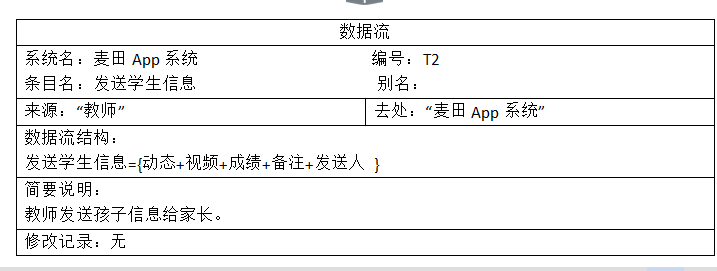 数据流
系统名：麦田 App 系统 编号：T2
条目名：发送学生信息 别名：
来源：“教师” 去处：“麦田 App 系统”
数据流结构：
发送学生信息={动态+视频+成绩+备注+发送人 }
简要说明：
教师发送孩子信息给家长。
修改记录：无